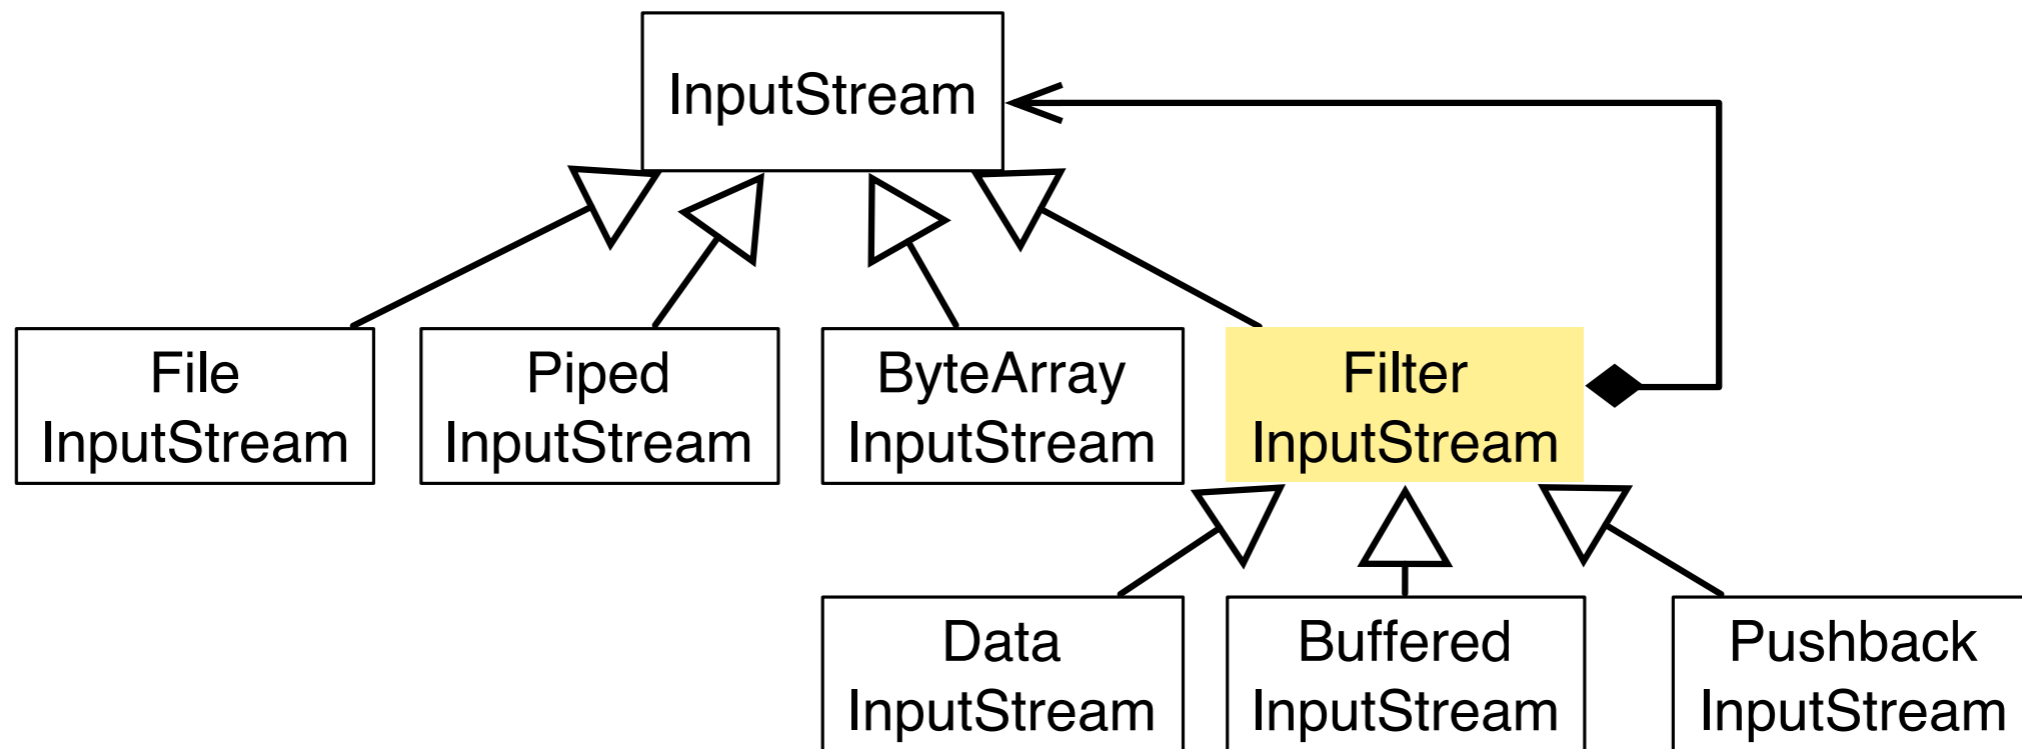 InputStream
File
InputStream
Piped
InputStream
ByteArray
InputStream
Filter
InputStream
Data
InputStream
Buffered
InputStream
Pushback
InputStream